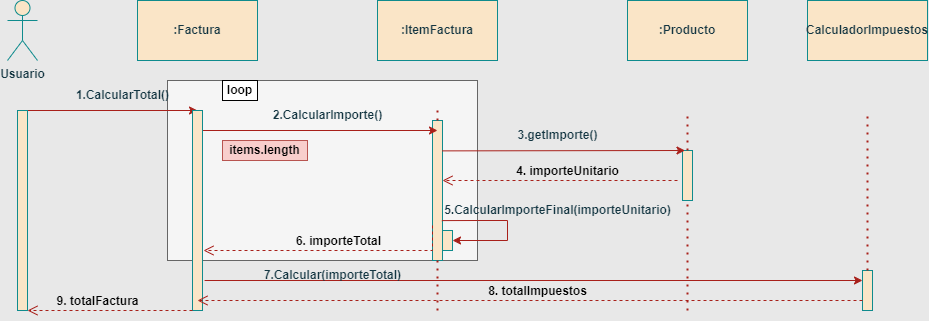 :Factura
:ItemFactura
:Producto
CalculadorImpuestos
Usuario
loop
1.CalcularTotal()
2.CalcularImporte()
3.getImporte()
items.length
4. importeUnitario
5.CalcularImporteFinal(importeUnitario)
6. importeTotal
7.Calcular(importeTotal)
8. totalImpuestos
9. totalFactura